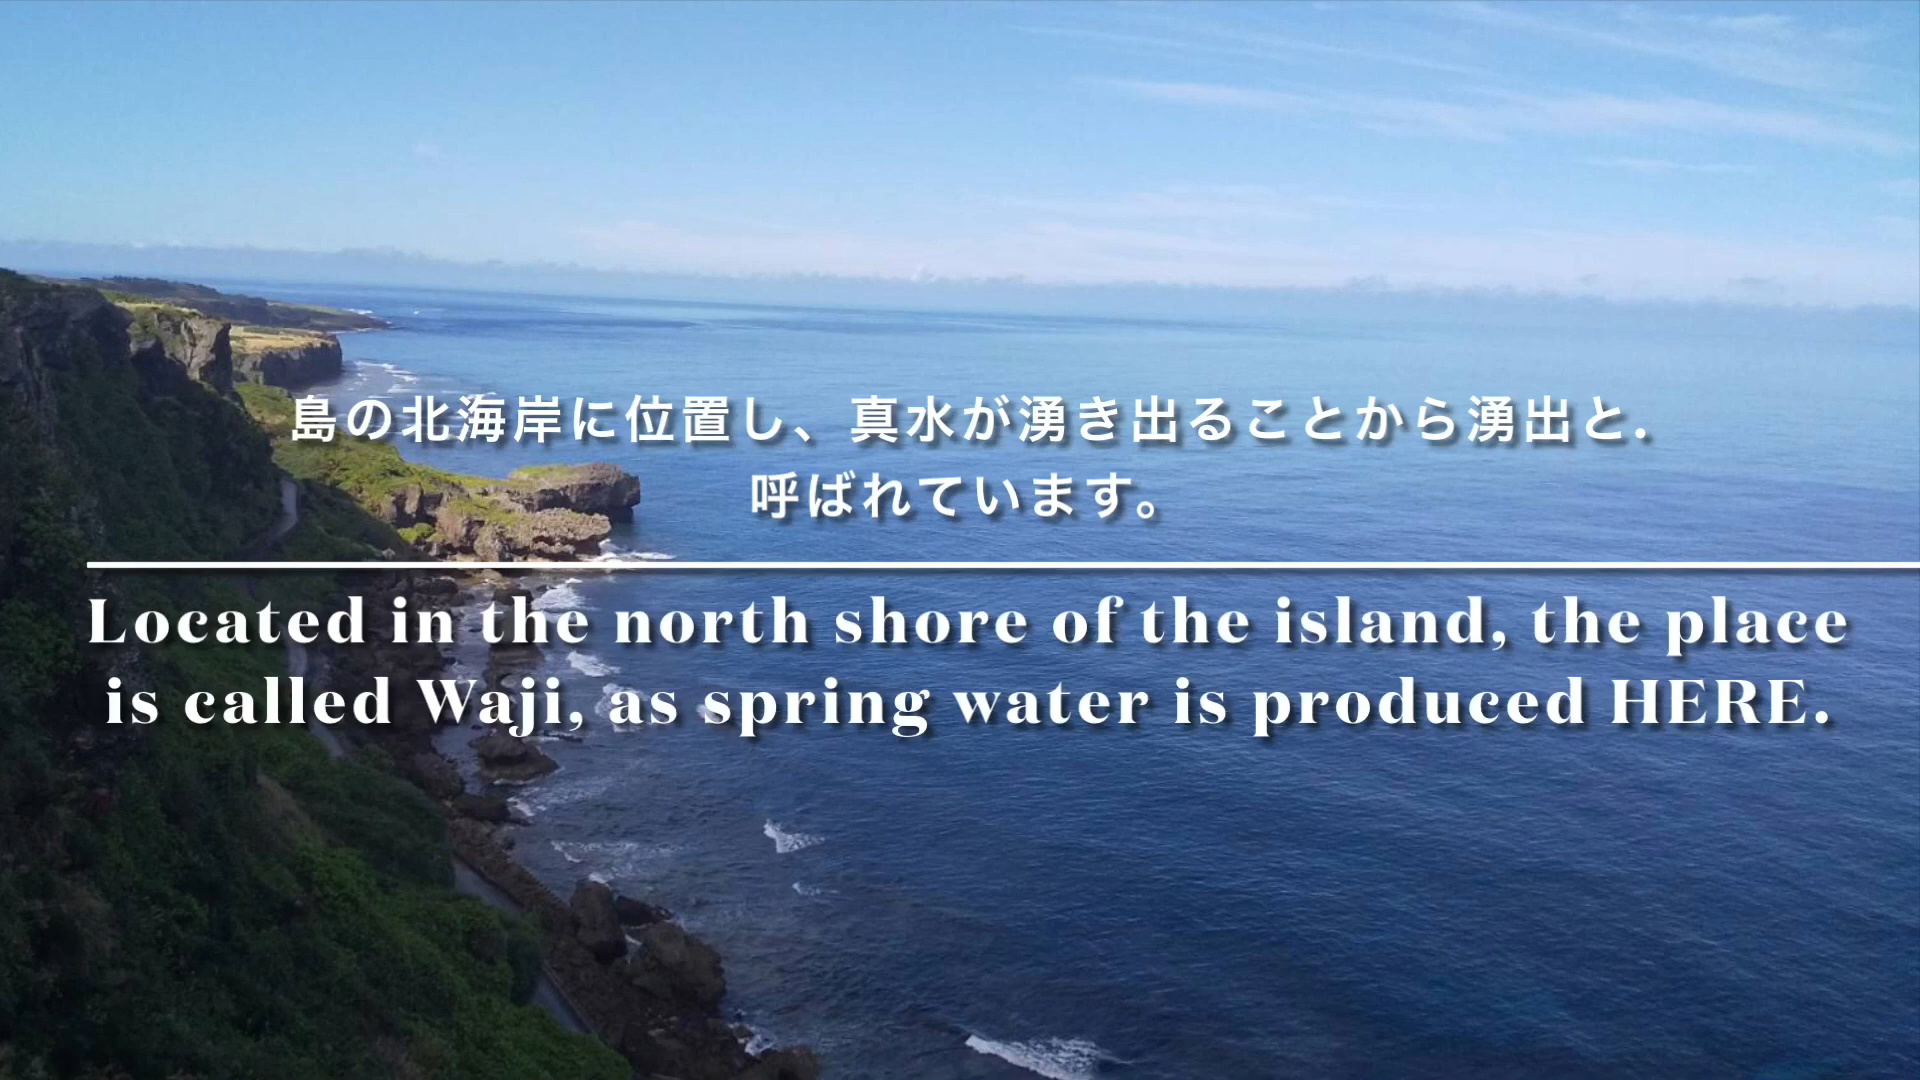 島の北海岸に位置し、真水が湧き出ることから湧出と.
呼ばれています。
Located in the north shore of the island, the place
is called Waji, as spring water is produced HERE.